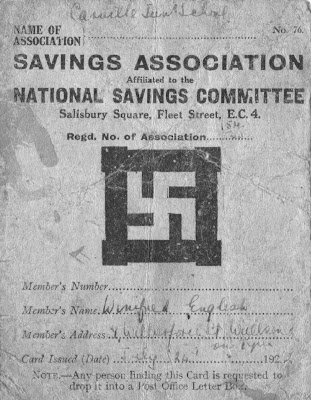 NAME OF ASSOCIATION
No. 76.
SAVINGS ASSOCIATION
Affiliated to the
NATIONAL SAVINGS COMMITTEE
Salisbury Square, Fleet Street, E.C. 4.
Regd. No. of Association
Member's Number
Member's Name Winifred English
Member's Address
Card Issued (Date) 192
NOTE.—Any person finding this Card is requested to
drop it into a Post Office Letter Box.